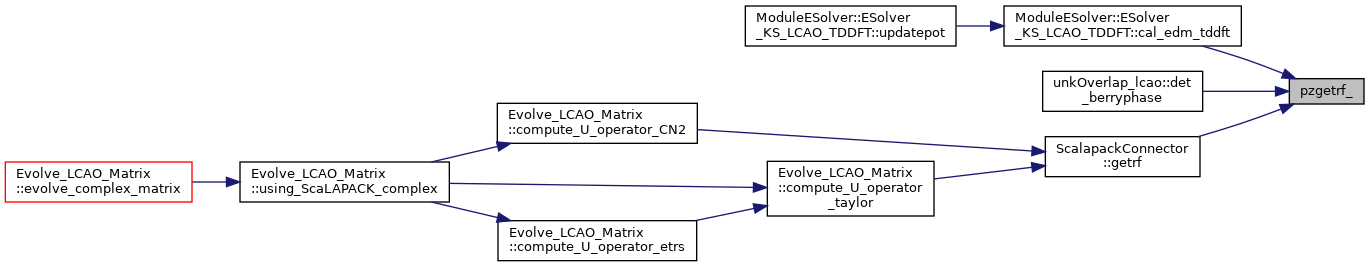 ModuleESolver::ESolver
_KS_LCAO_TDDFT::updatepot
ModuleESolver::ESolver
_KS_LCAO_TDDFT::cal_edm_tddft
unkOverlap_lcao::det
_berryphase
pzgetrf_
Evolve_LCAO_Matrix
::compute_U_operator_CN2
ScalapackConnector
::getrf
Evolve_LCAO_Matrix
::evolve_complex_matrix
Evolve_LCAO_Matrix
::using_ScaLAPACK_complex
Evolve_LCAO_Matrix
::compute_U_operator
_taylor
Evolve_LCAO_Matrix
::compute_U_operator_etrs